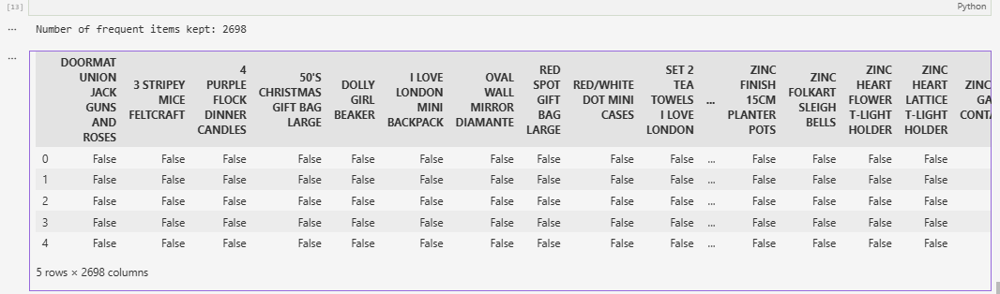 [13]
Python
... Number of frequent items kept: 2698
...
DOORMAT UNION JACK GUNS AND ROSES
3 STRIPEY MICE FELTCRAFT
4 PURPLE FLOCK DINNER CANDLES
50'S CHRISTMAS GIFT BAG LARGE
DOLLY GIRL BEAKER
I LOVE LONDON MINI BACKPACK
OVAL WALL MIRROR DIAMANTE
RED SPOT GIFT BAG LARGE
RED/WHITE DOT MINI CASES
SET 2 TEA TOWELS I LOVE LONDON
...
ZINC FINISH 15CM PLANTER POTS
ZINC FOLKART SLEIGH BELLS
ZINC HEART FLOWER T-LIGHT HOLDER
ZINC HEART LATTICE T-LIGHT HOLDER
ZINC GA CONTA
0 False False False False False False False False False False ... False False False False
1 False False False False False False False False False False ... False False False False
2 False False False False False False False False False False ... False False False False
3 False False False False False False False False False False ... False False False False
4 False False False False False False False False False False ... False False False False
5 rows × 2698 columns